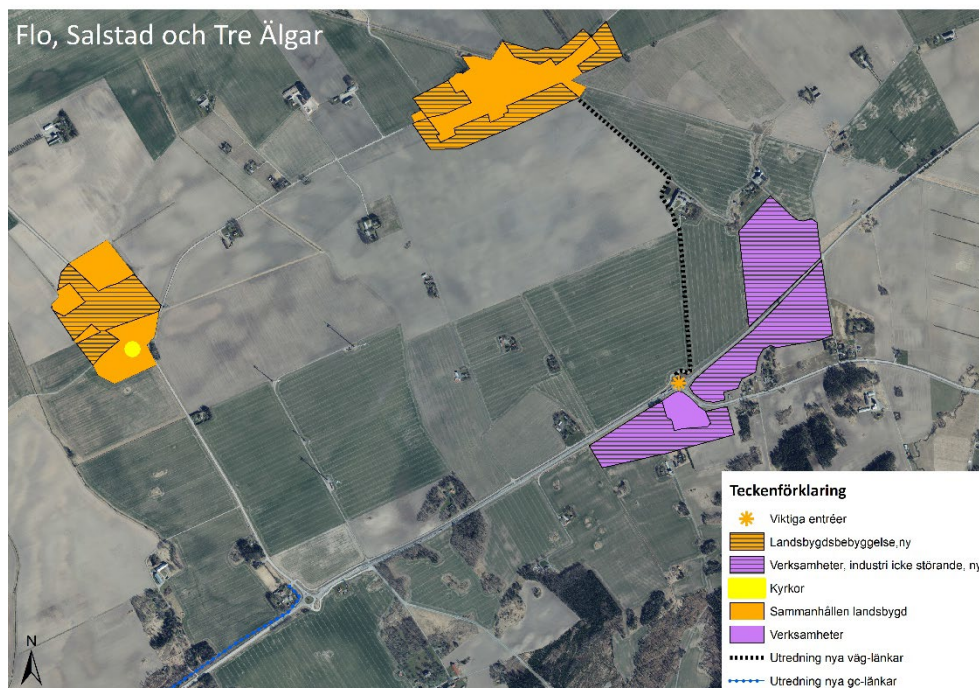 Flo, Salstad och Tre Älgar
Teckenförklaring
Viktiga entréer
Landsbygdsbebyggelse,ny
Verksamheter, industri icke störande, ny
Kyrkor
Sammanhållen landsbygd
Verksamheter
Utredning nya väg-länkar
Utredning nya gc-länkar
N